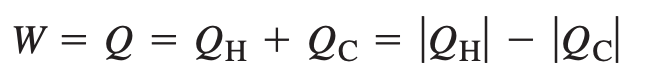 W = Q = Q_H + Q_C = |Q_H| − |Q_C|